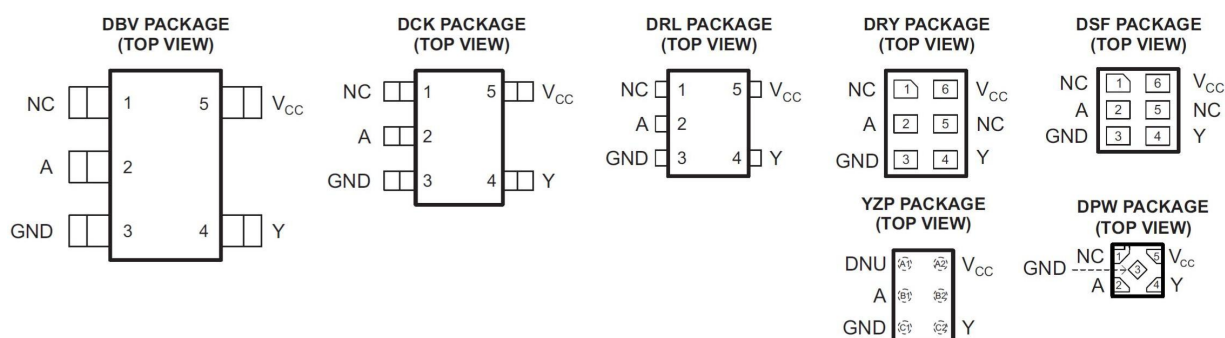 DBV PACKAGE
(TOP VIEW)
NC 1 5 VCC
A 2
GND 3 4 Y
DCK PACKAGE
(TOP VIEW)
NC 1 5 VCC
A 2
GND 3 4 Y
DRL PACKAGE
(TOP VIEW)
NC 1 5 VCC
A 2
GND 3 4 Y
DRY PACKAGE
(TOP VIEW)
NC 1 6 VCC
A 2 5 NC
GND 3 4 Y
DSF PACKAGE
(TOP VIEW)
NC 1 6 VCC
A 2 5 NC
GND 3 4 Y
YZP PACKAGE
(TOP VIEW)
DNU A1 A2 VCC
A B1 B2
GND C1 C2 Y
DPW PACKAGE
(TOP VIEW)
NC 1 5 VCC
GND 3
A 2 4 Y